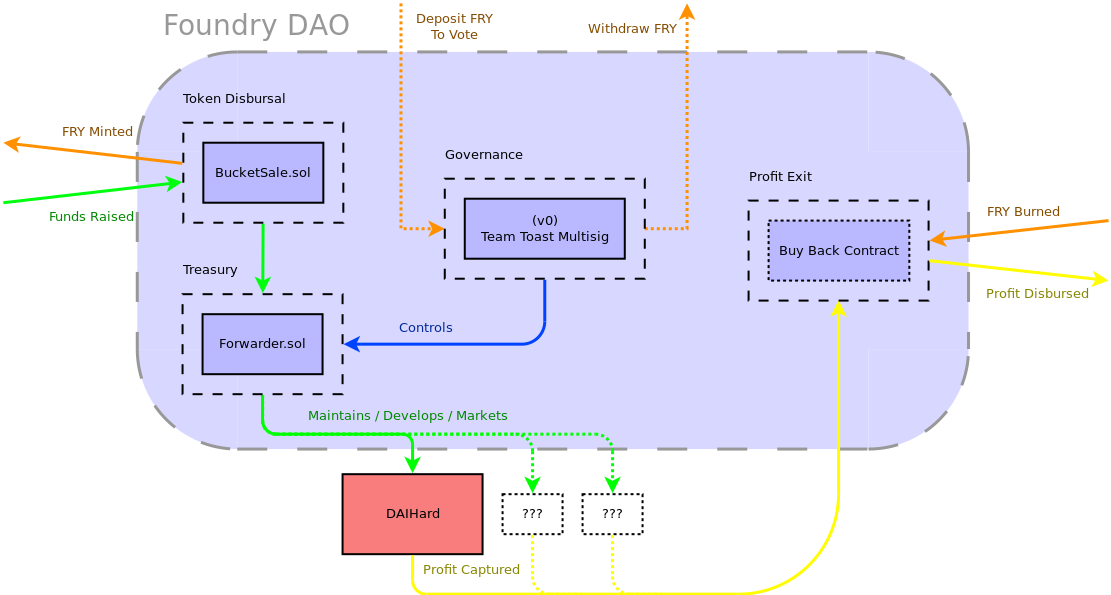 Foundry DAO
Deposit FRY
To Vote
Withdraw FRY
Token Disbursal
FRY Minted
BucketSale.sol
Funds Raised
Governance
(v0)
Team Toast Multisig
Profit Exit
Buy Back Contract
FRY Burned
Profit Disbursed
Treasury
Forwarder.sol
Controls
Maintains / Develops / Markets
DAIHard
???
???
Profit Captured